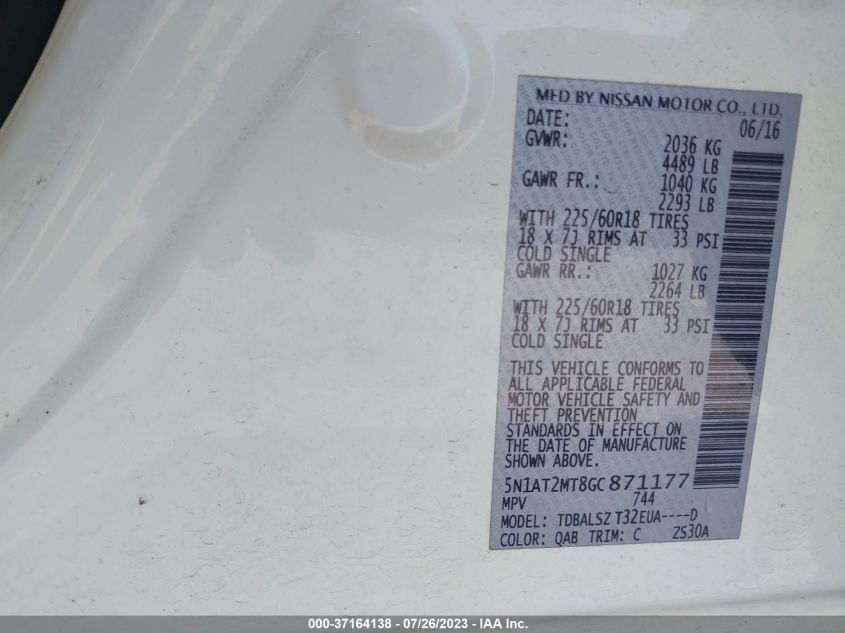 MFD BY NISSAN MOTOR CO., LTD.
DATE: 06/16
GVWR: 2036 KG
4489 LB
GAWR FR.: 1040 KG
2293 LB
WITH 225/60R18 TIRES
18 X 7J RIMS AT 33 PSI
COLD SINGLE
GAWR RR.: 1027 KG
2264 LB
WITH 225/60R18 TIRES
18 X 7J RIMS AT 33 PSI
COLD SINGLE
THIS VEHICLE CONFORMS TO
ALL APPLICABLE FEDERAL
MOTOR VEHICLE SAFETY AND
THEFT PREVENTION
STANDARDS IN EFFECT ON
THE DATE OF MANUFACTURE
SHOWN ABOVE.
5N1AT2MT8GC 871177
MPV 744
MODEL: TDBALSZ T32EUA----D
COLOR: QAB TRIM: C ZS30A
000-37164138 - 07/26/2023 - IAA Inc.